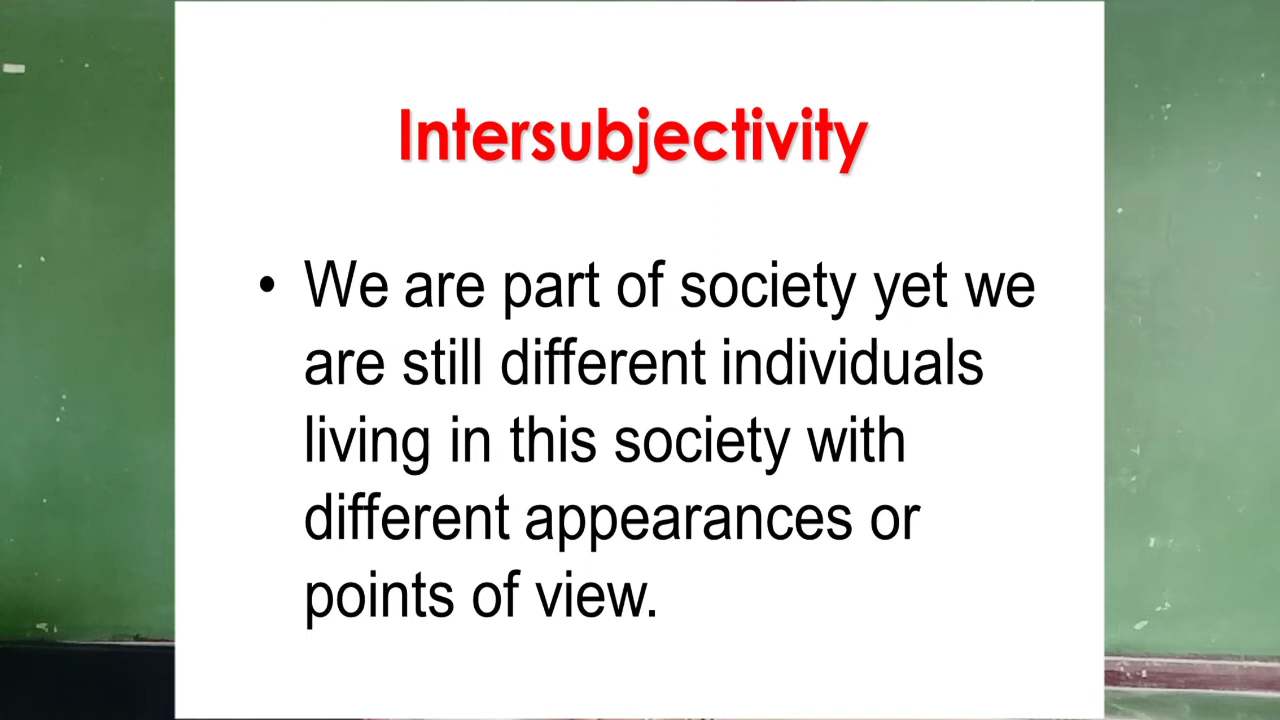 Intersubjectivity
• We are part of society yet we
are still different individuals
living in this society with
different appearances or
points of view.